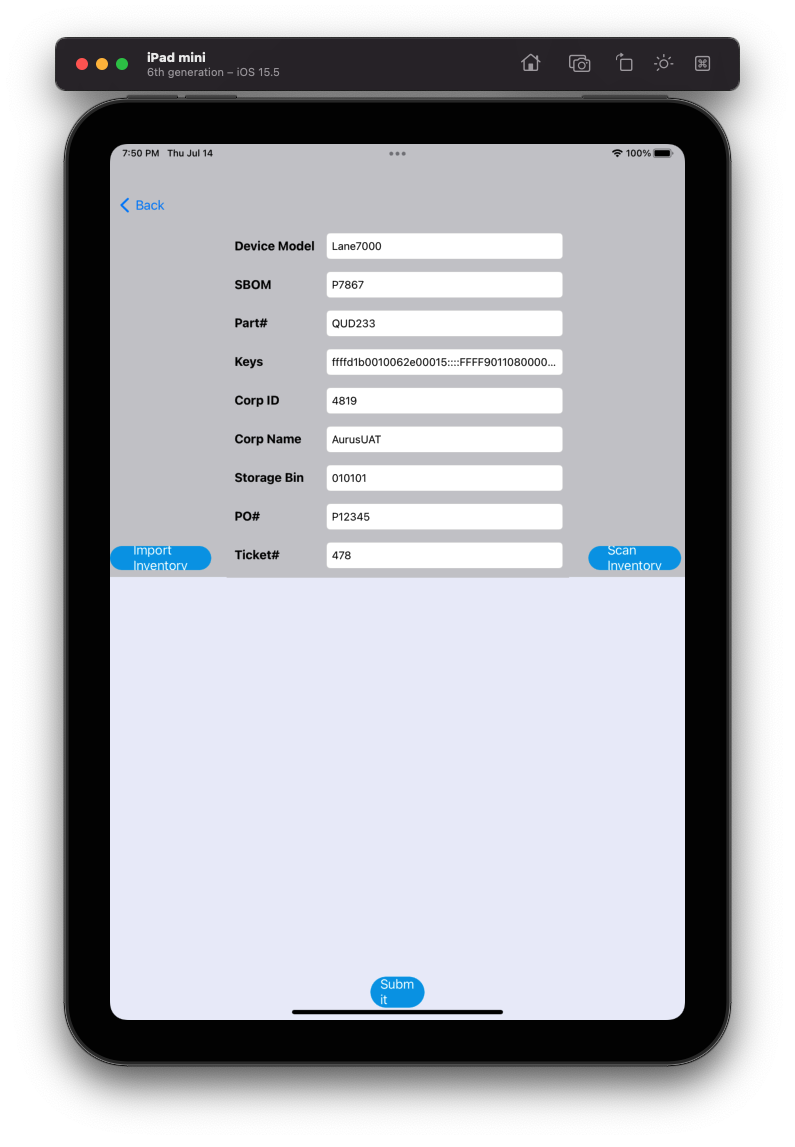 iPad mini
6th generation – iOS 15.5
7:50 PM Thu Jul 14
100%
Back
Device Model Lane7000
SBOM P7867
Part# QUD233
Keys ffffd1b0010062e00015::::FFFF9011080000...
Corp ID 4819
Corp Name AurusUAT
Storage Bin 010101
PO# P12345
Ticket# 478
Import
Inventory
Scan
Inventory
Subm
it